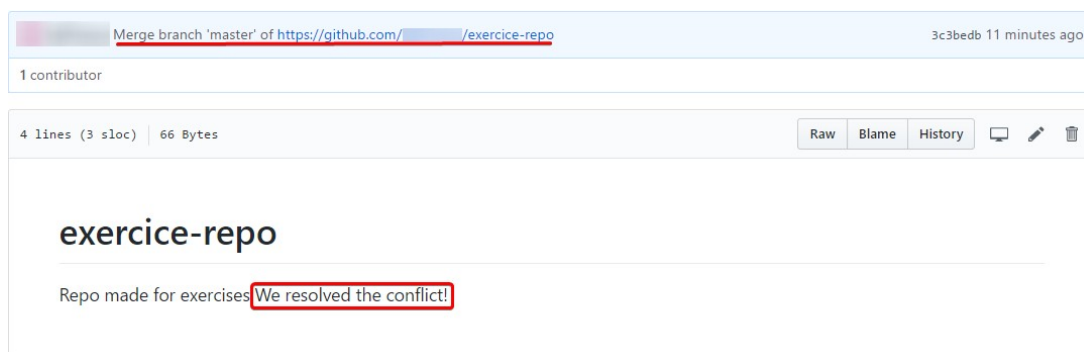 Merge branch 'master' of https://github.com/ /exercice-repo 3c3bedb 11 minutes ago
1 contributor
4 lines (3 sloc) 66 Bytes Raw Blame History
exercice-repo
Repo made for exercises We resolved the conflict!